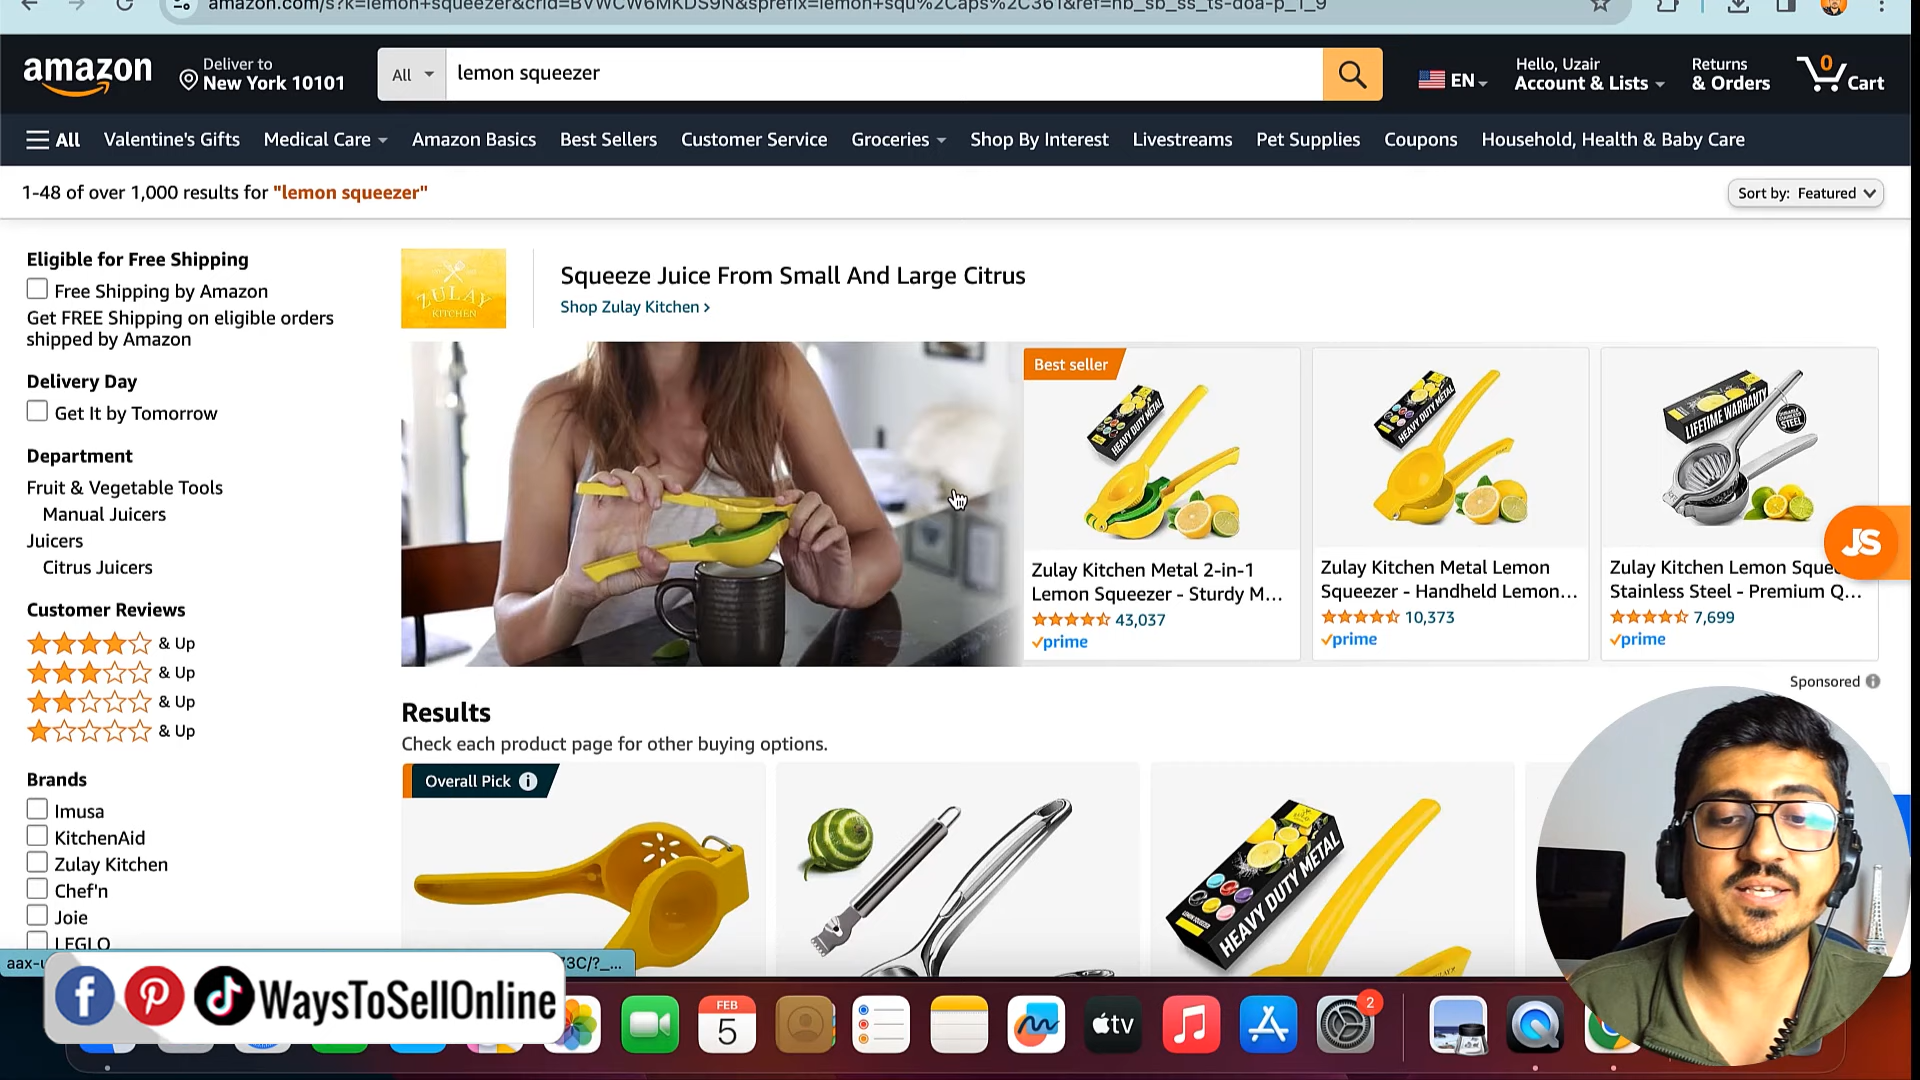 amazon.com/s?k=lemon+squeezer&crid=BVWCW6MKDS9N&sprefix=lemon+squ%2Caps%2C361&ref=nb_sb_ss_ts-doa-p_1_9
amazon
Deliver to
New York 10101
All
lemon squeezer
EN
Hello, Uzair
Account & Lists
Returns
& Orders
0
Cart
All
Valentine's Gifts
Medical Care
Amazon Basics
Best Sellers
Customer Service
Groceries
Shop By Interest
Livestreams
Pet Supplies
Coupons
Household, Health & Baby Care
1-48 of over 1,000 results for "lemon squeezer"
Sort by: Featured
Eligible for Free Shipping
Free Shipping by Amazon
Get FREE Shipping on eligible orders
shipped by Amazon
Delivery Day
Get It by Tomorrow
Department
Fruit & Vegetable Tools
Manual Juicers
Juicers
Citrus Juicers
Customer Reviews
& Up
& Up
& Up
& Up
Brands
Imusa
KitchenAid
Zulay Kitchen
Chef'n
Joie
LEGLO
ZULAY
KITCHEN
Squeeze Juice From Small And Large Citrus
Shop Zulay Kitchen ›
Best seller
HEAVY DUTY METAL
Zulay Kitchen Metal 2-in-1
Lemon Squeezer - Sturdy M...
43,037
prime
HEAVY DUTY METAL
Zulay Kitchen Metal Lemon
Squeezer - Handheld Lemon...
10,373
prime
LIFETIME WARRANTY
STEEL
Zulay Kitchen Lemon Sque
Stainless Steel - Premium Q...
7,699
prime
JS
Sponsored
Results
Check each product page for other buying options.
Overall Pick
HEAVY DUTY METAL
aax-u
73C/?_...
WaysToSellOnline
FEB
5
tv
2